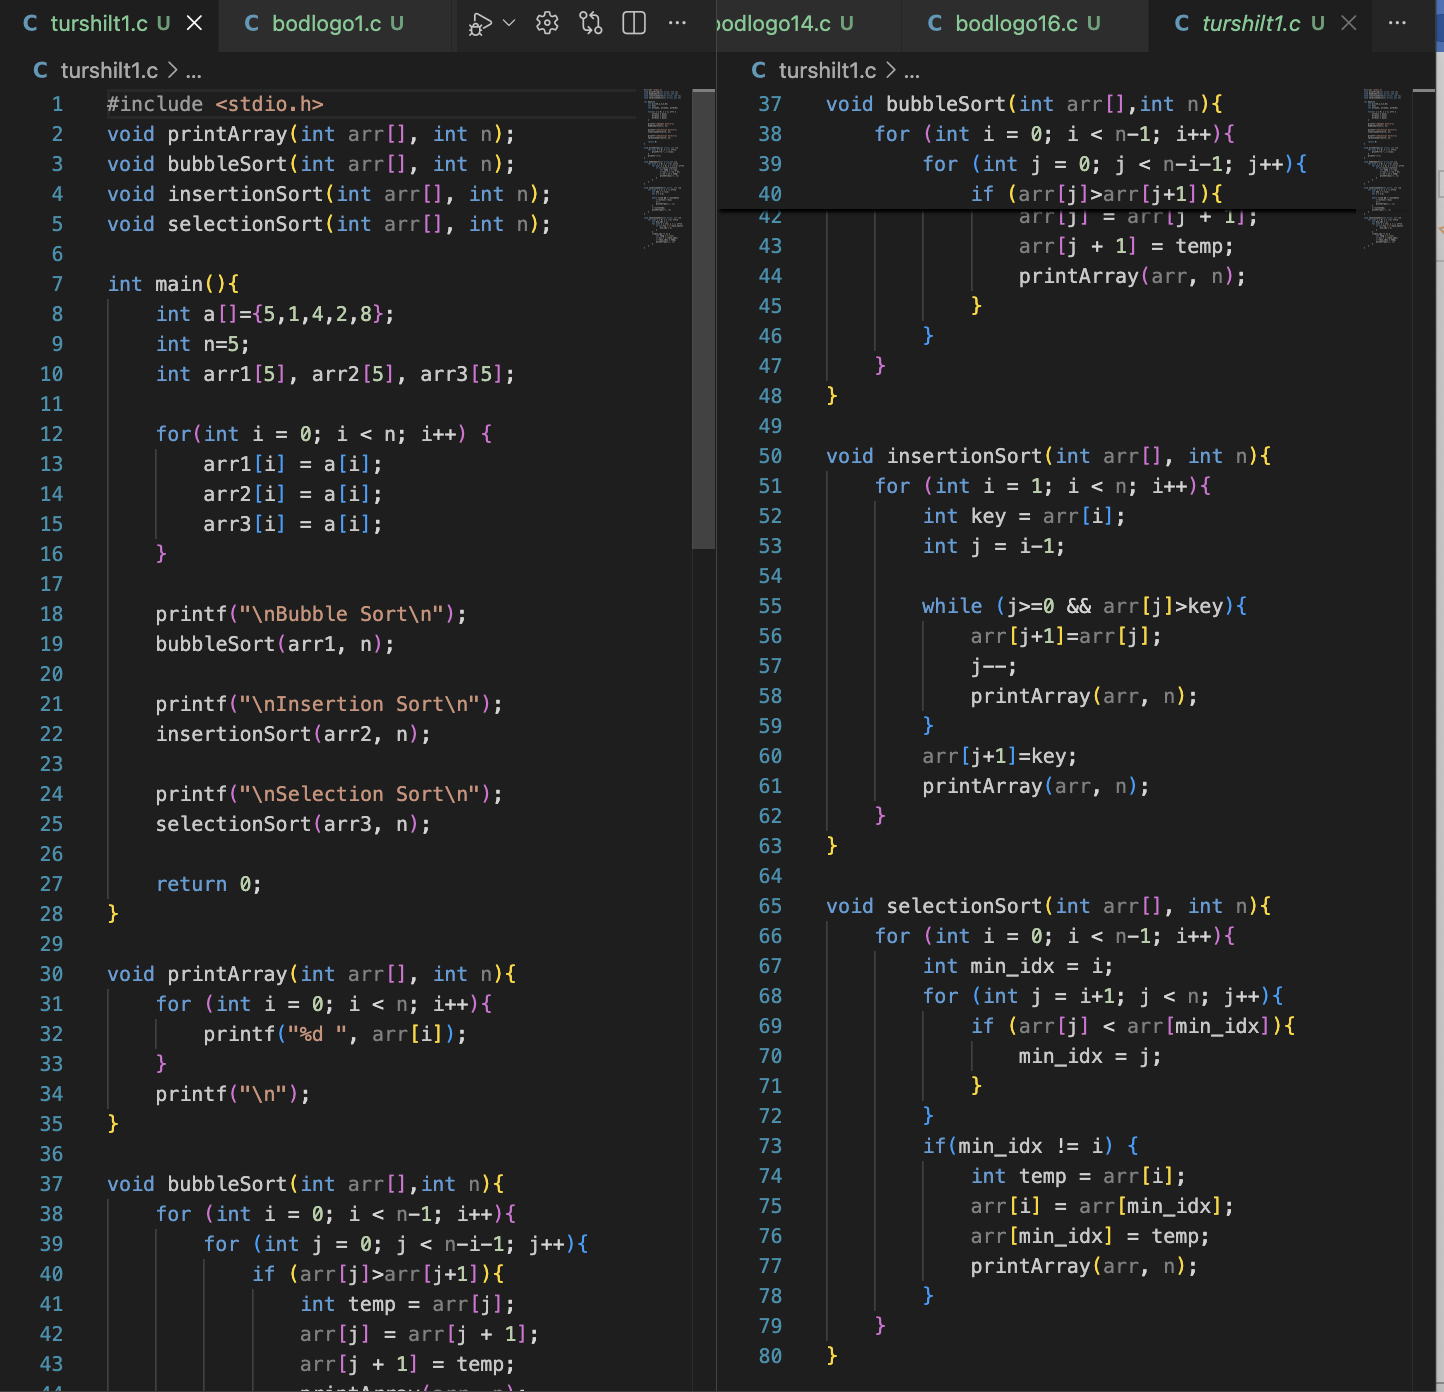 turshilt1.c U
bodlogo1.c U
C turshilt1.c > ...
1 #include <stdio.h>
2 void printArray(int arr[], int n);
3 void bubbleSort(int arr[], int n);
4 void insertionSort(int arr[], int n);
5 void selectionSort(int arr[], int n);
6
7 int main(){
8     int a[]={5,1,4,2,8};
9     int n=5;
10     int arr1[5], arr2[5], arr3[5];
11
12     for(int i = 0; i < n; i++) {
13         arr1[i] = a[i];
14         arr2[i] = a[i];
15         arr3[i] = a[i];
16     }
17
18     printf("\nBubble Sort\n");
19     bubbleSort(arr1, n);
20
21     printf("\nInsertion Sort\n");
22     insertionSort(arr2, n);
23
24     printf("\nSelection Sort\n");
25     selectionSort(arr3, n);
26
27     return 0;
28 }
29
30 void printArray(int arr[], int n){
31     for (int i = 0; i < n; i++){
32         printf("%d ", arr[i]);
33     }
34     printf("\n");
35 }
36
37 void bubbleSort(int arr[],int n){
38     for (int i = 0; i < n-1; i++){
39         for (int j = 0; j < n-i-1; j++){
40             if (arr[j]>arr[j+1]){
41                 int temp = arr[j];
42                 arr[j] = arr[j + 1];
43                 arr[j + 1] = temp;
44                 printArray(arr, n);
bodlogo14.c U
C bodlogo16.c U
C turshilt1.c U
C turshilt1.c > ...
37 void bubbleSort(int arr[],int n){
38     for (int i = 0; i < n-1; i++){
39         for (int j = 0; j < n-i-1; j++){
40             if (arr[j]>arr[j+1]){
42                 arr[j] = arr[j + 1];
43                 arr[j + 1] = temp;
44                 printArray(arr, n);
45             }
46         }
47     }
48 }
49
50 void insertionSort(int arr[], int n){
51     for (int i = 1; i < n; i++){
52         int key = arr[i];
53         int j = i-1;
54
55         while (j>=0 && arr[j]>key){
56             arr[j+1]=arr[j];
57             j--;
58             printArray(arr, n);
59         }
60         arr[j+1]=key;
61         printArray(arr, n);
62     }
63 }
64
65 void selectionSort(int arr[], int n){
66     for (int i = 0; i < n-1; i++){
67         int min_idx = i;
68         for (int j = i+1; j < n; j++){
69             if (arr[j] < arr[min_idx]){
70                 min_idx = j;
71             }
72         }
73         if(min_idx != i) {
74             int temp = arr[i];
75             arr[i] = arr[min_idx];
76             arr[min_idx] = temp;
77             printArray(arr, n);
78         }
79     }
80 }